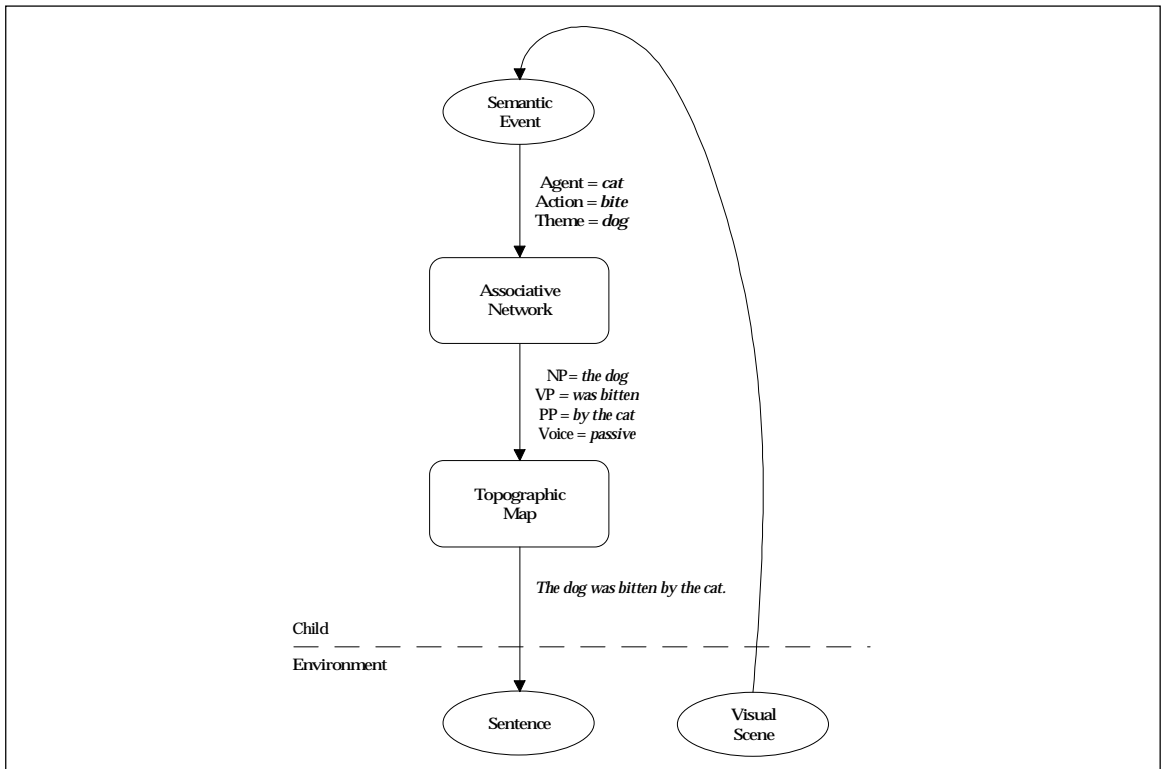 Semantic
Event
Agent = cat
Action = bite
Theme = dog
Associative
Network
NP= the dog
VP = was bitten
PP = by the cat
Voice = passive
Topographic
Map
The dog was bitten by the cat.
Child
Environment
Sentence
Visual
Scene